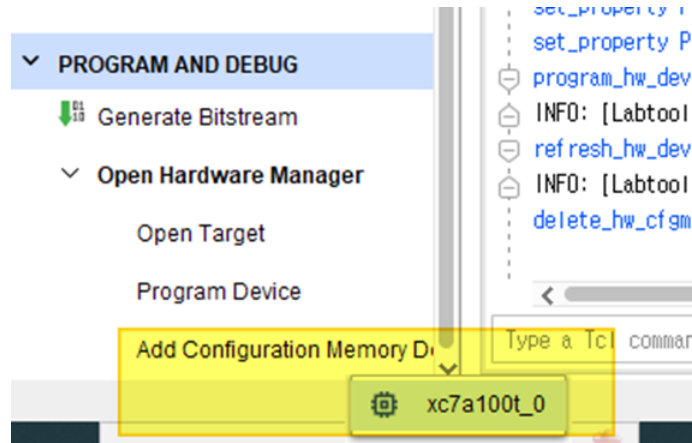 PROGRAM AND DEBUG
Generate Bitstream
Open Hardware Manager
Open Target
Program Device
Add Configuration Memory De
xc7a100t_0
set_property P
program_hw_dev
INFO: [Labtool
refresh_hw_dev
INFO: [Labtool
delete_hw_cfgm
Type a Tcl comman